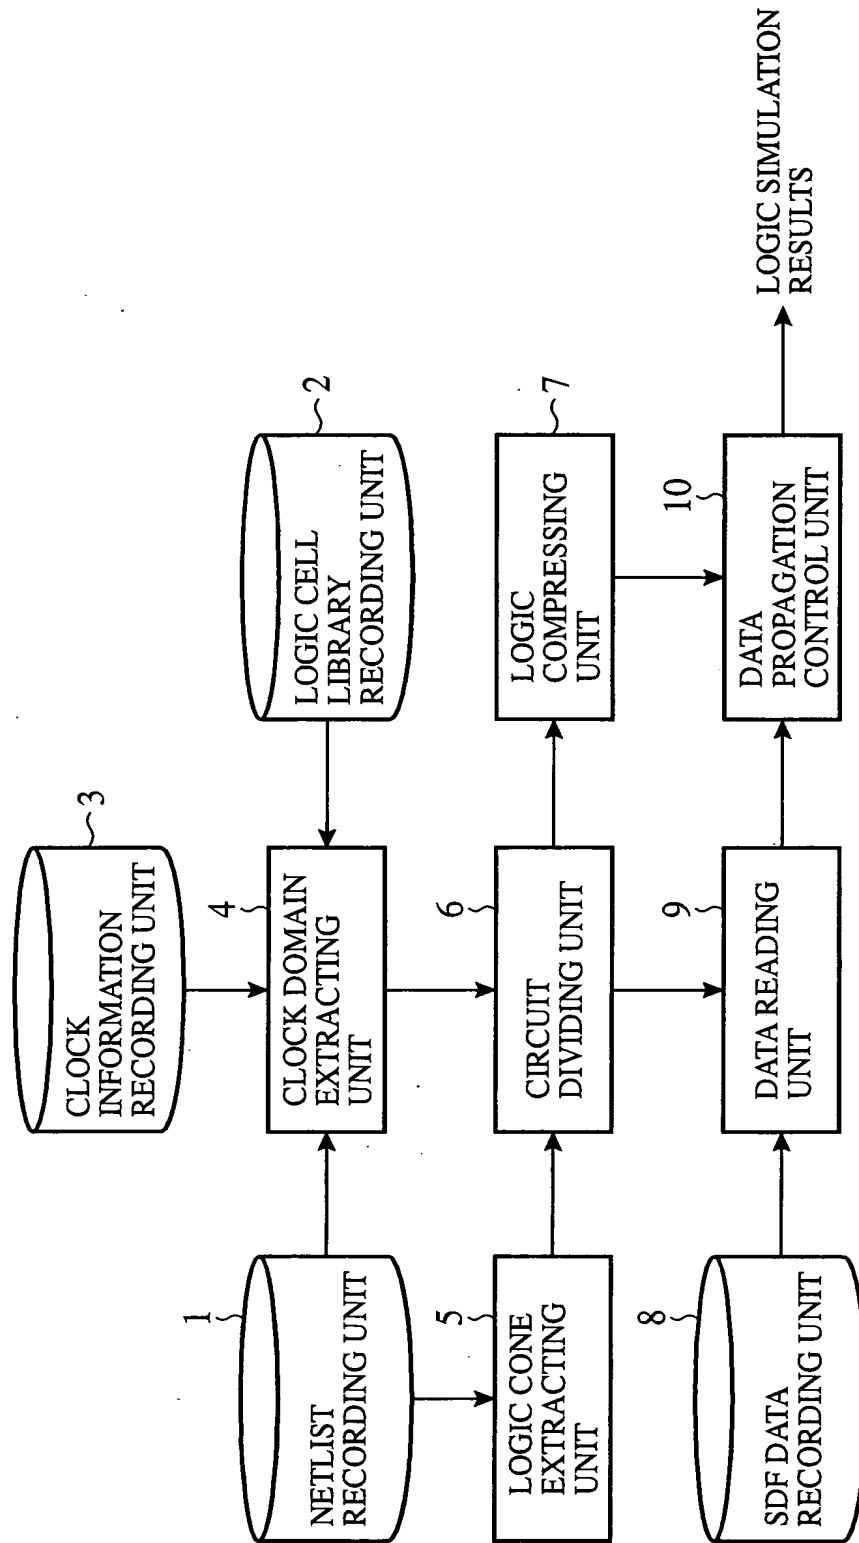 3
CLOCK
INFORMATION
RECORDING UNIT
1
NETLIST
RECORDING UNIT
4
CLOCK DOMAIN
EXTRACTING
UNIT
2
LOGIC CELL
LIBRARY
RECORDING UNIT
5
LOGIC CONE
EXTRACTING
UNIT
6
CIRCUIT
DIVIDING UNIT
7
LOGIC
COMPRESSING
UNIT
8
SDF DATA
RECORDING UNIT
9
DATA READING
UNIT
10
DATA
PROPAGATION
CONTROL UNIT
LOGIC SIMULATION
RESULTS